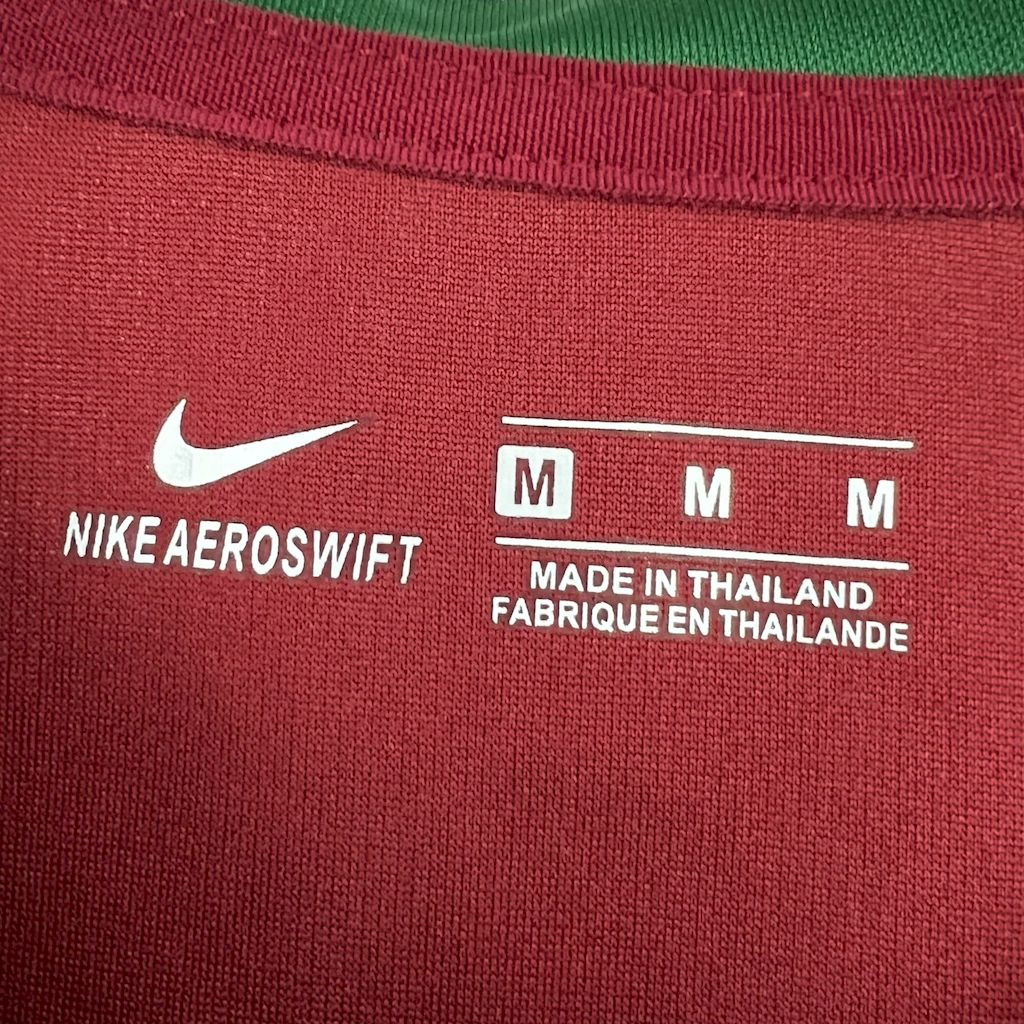 NIKE AEROSWIFT
M M M
MADE IN THAILAND
FABRIQUE EN THAILANDE